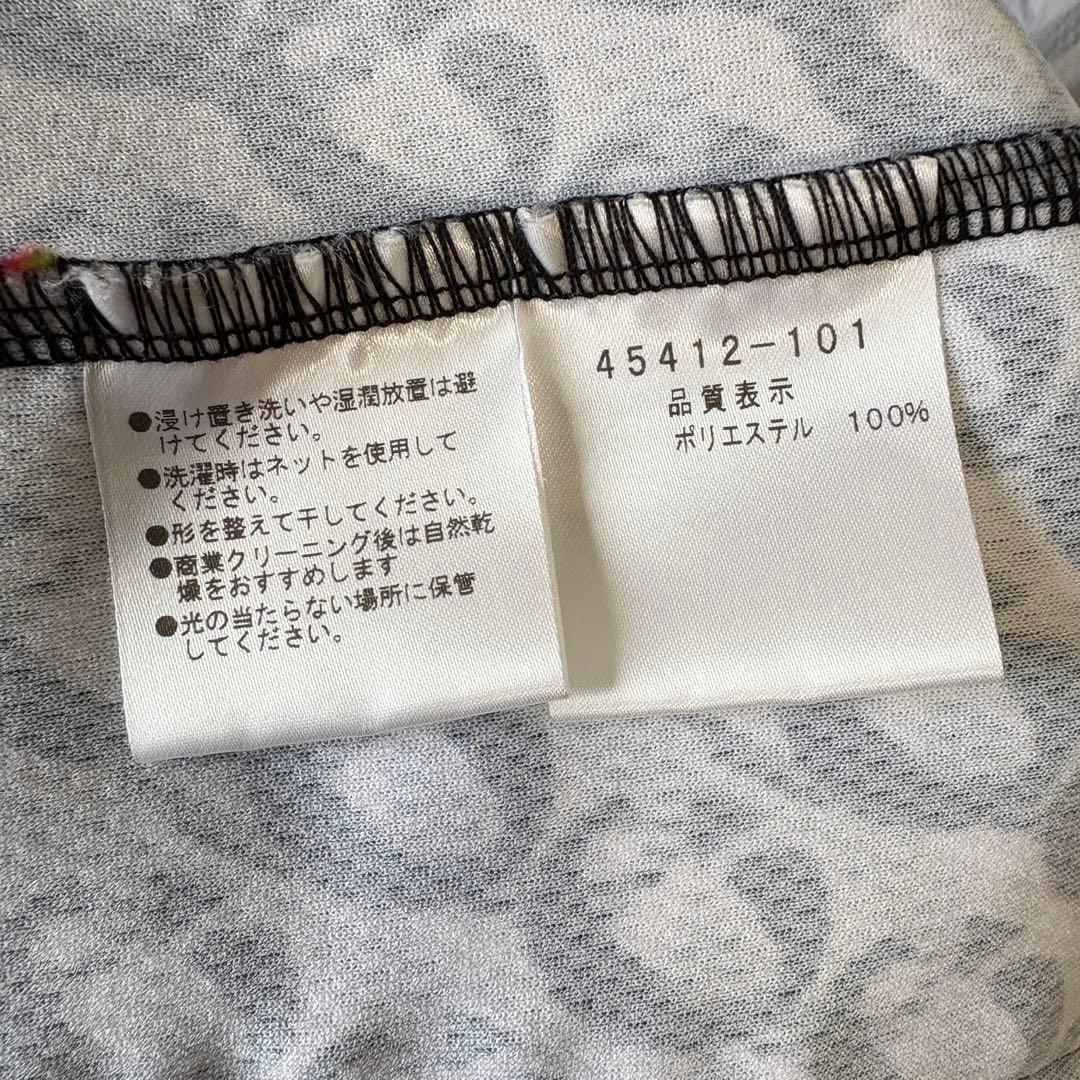 ●浸け置き洗いや湿潤放置は避
けてください。
●洗濯時はネットを使用して
ください。
●形を整えて干してください。
●商業クリーニング後は自然乾
燥をおすすめします
●光の当たらない場所に保管
してください。
45412-101
品質表示
ポリエステル 100%